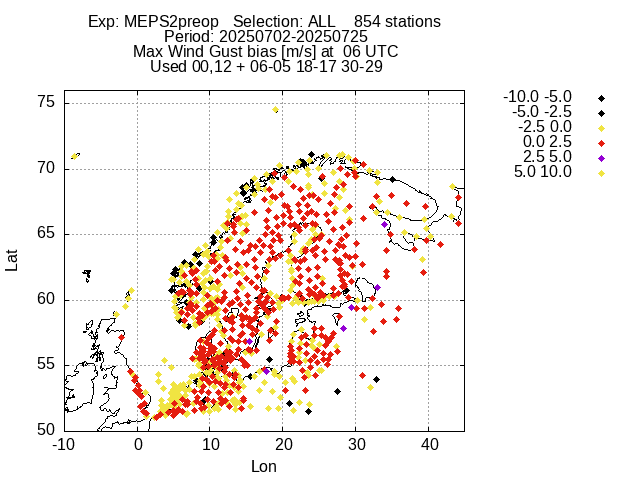 Exp: MEPS2preop   Selection: ALL    854 stations
Period: 20250702-20250725
Max Wind Gust bias [m/s] at  06 UTC
Used 00,12 + 06-05 18-17 30-29
-10.0 -5.0
-5.0 -2.5
-2.5 0.0
0.0 2.5
2.5 5.0
5.0 10.0
75
70
65
60
55
50
Lat
-10 0 10 20 30 40
Lon